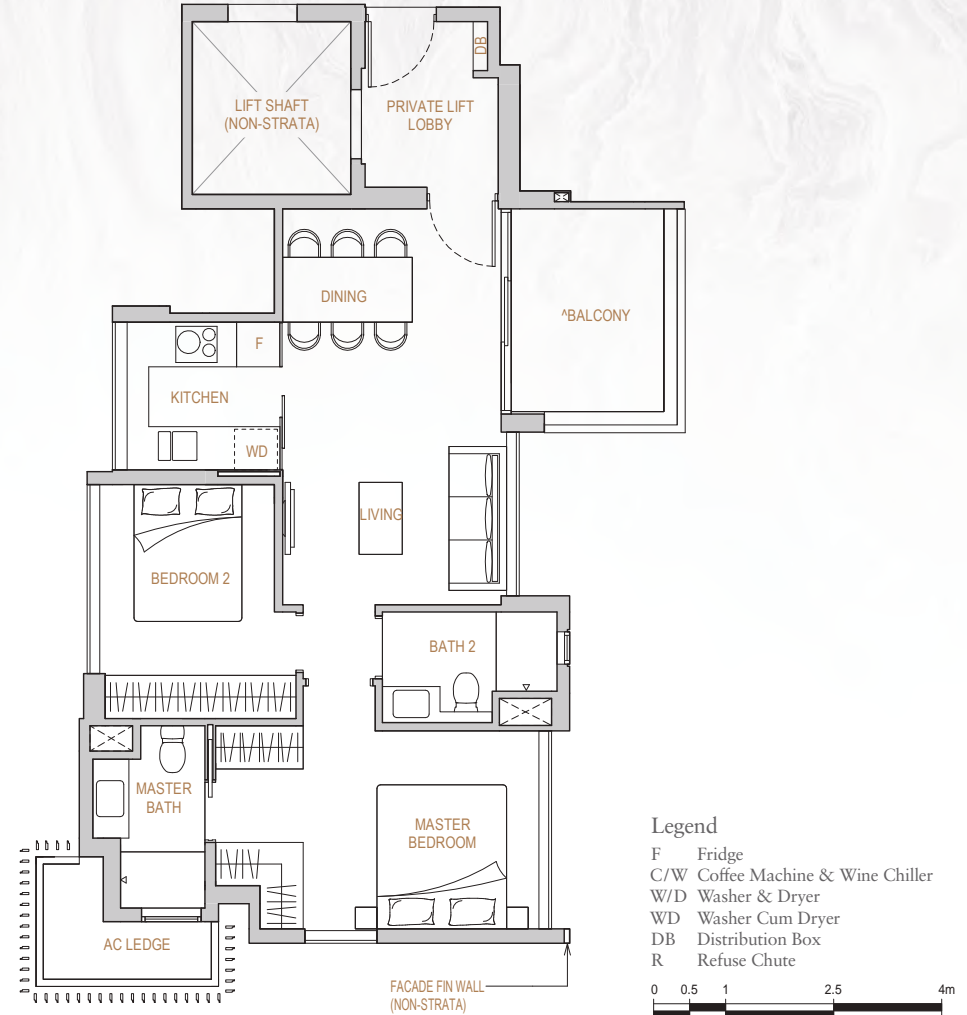 DB
LIFT SHAFT
(NON-STRATA)
PRIVATE LIFT
LOBBY
DINING
^BALCONY
F
KITCHEN
WD
LIVING
BEDROOM 2
BATH 2
MASTER
BATH
MASTER
BEDROOM
AC LEDGE
FACADE FIN WALL
(NON-STRATA)
Legend
F Fridge
C/W Coffee Machine & Wine Chiller
W/D Washer & Dryer
WD Washer Cum Dryer
DB Distribution Box
R Refuse Chute
0 0.5 1 2.5 4m